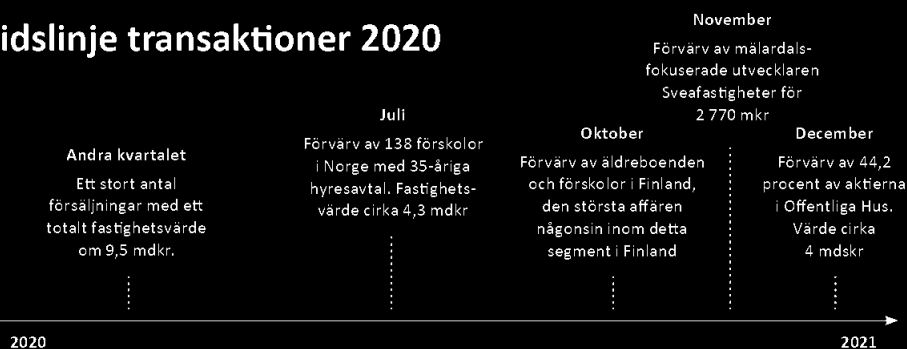 idslinje transaktioner 2020
Andra kvartalet
Ett stort antal
försäljningar med ett
totalt fastighetsvärde
om 9,5 mdkr.
Juli
Förvärv av 138 förskolor
i Norge med 35-åriga
hyresavtal. Fastighets-
värde cirka 4,3 mdkr
Oktober
Förvärv av äldreboenden
och förskolor i Finland,
den största affären
någonsin inom detta
segment i Finland
November
Förvärv av mälardals-
fokuserade utvecklaren
Sveafastigheter för
2 770 mkr
December
Förvärv av 44,2
procent av aktierna
i Offentliga Hus.
Värde cirka
4 mdskr
2020
2021